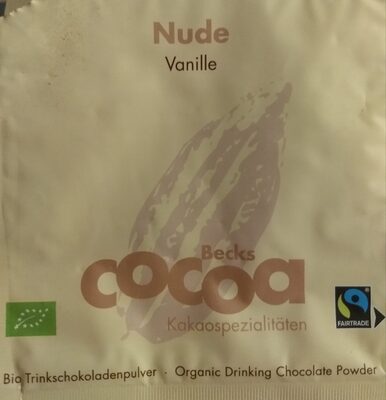 Nude
Vanille
Becks
cocoa
Kakaospezialitäten
FAIRTRADE
Bio Trinkschokoladenpulver · Organic Drinking Chocolate Powder